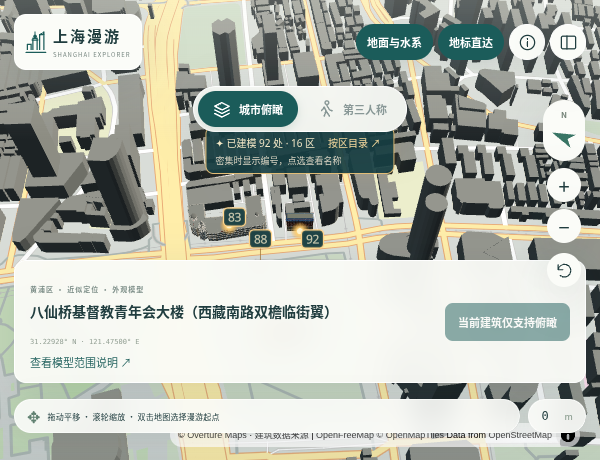 上海漫游
SHANGHAI EXPLORER
地面与水系
地标直达
城市俯瞰
第三人称
N
✦ 已建模 92 处 · 16 区 按区目录 ↗
密集时显示编号，点选查看名称
83
88
92
+
−
黄浦区 · 近似定位 · 外观模型
八仙桥基督教青年会大楼（西藏南路双檐临街翼）
当前建筑仅支持俯瞰
31.22928° N · 121.47500° E
查看模型范围说明 ↗
拖动平移 · 滚轮缩放 · 双击地图选择漫游起点
0 m
© Overture Maps · 建筑数据来源 | OpenFreeMap © OpenMapTiles Data from OpenStreetMap